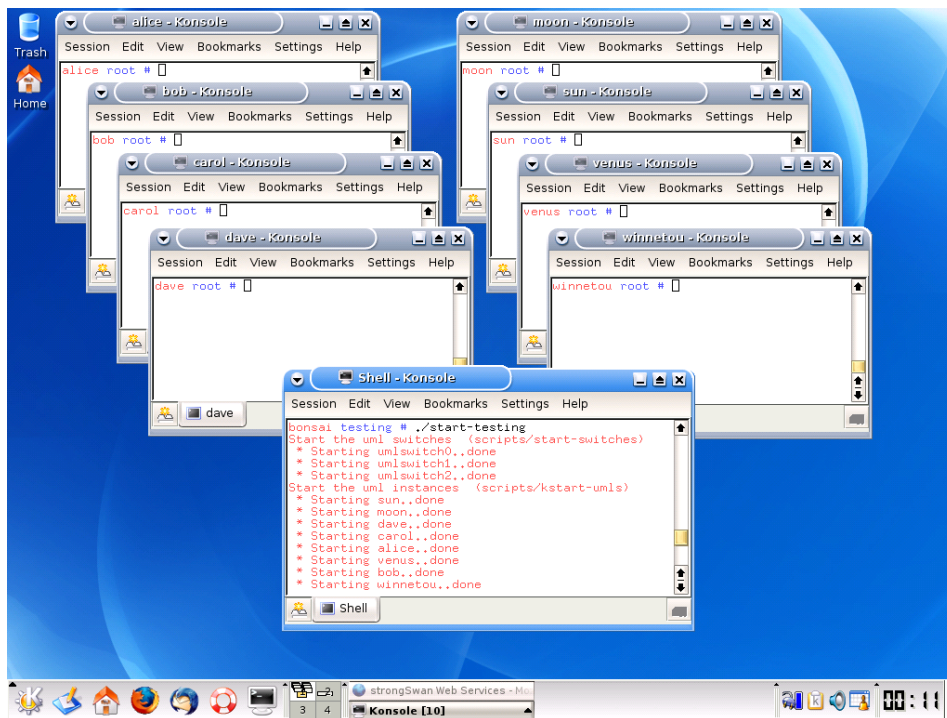 Trash
Home
alice - Konsole
Session Edit View Bookmarks Settings Help
alice root #
bob - Konsole
Session Edit View Bookmarks Settings Help
bob root #
carol - Konsole
Session Edit View Bookmarks Settings Help
carol root #
dave - Konsole
Session Edit View Bookmarks Settings Help
dave root #
dave
moon - Konsole
Session Edit View Bookmarks Settings Help
moon root #
sun - Konsole
Session Edit View Bookmarks Settings Help
sun root #
venus - Konsole
Session Edit View Bookmarks Settings Help
venus root #
winnetou - Konsole
Session Edit View Bookmarks Settings Help
winnetou root #
Shell - Konsole
Session Edit View Bookmarks Settings Help
bonsai testing # ./start-testing
Start the uml switches (scripts/start-switches)
* Starting umlswitch0..done
* Starting umlswitch1..done
* Starting umlswitch2..done
Start the uml instances (scripts/kstart-umls)
* Starting sun..done
* Starting moon..done
* Starting dave..done
* Starting carol..done
* Starting alice..done
* Starting venus..done
* Starting bob..done
* Starting winnetou..done
Shell
3 4
strongSwan Web Services - Mo
Konsole [10]
00:11